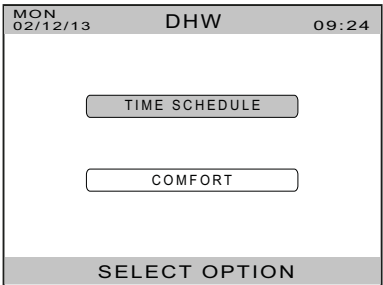 MON
02/12/13
DHW
09:24
TIME SCHEDULE
COMFORT
SELECT OPTION